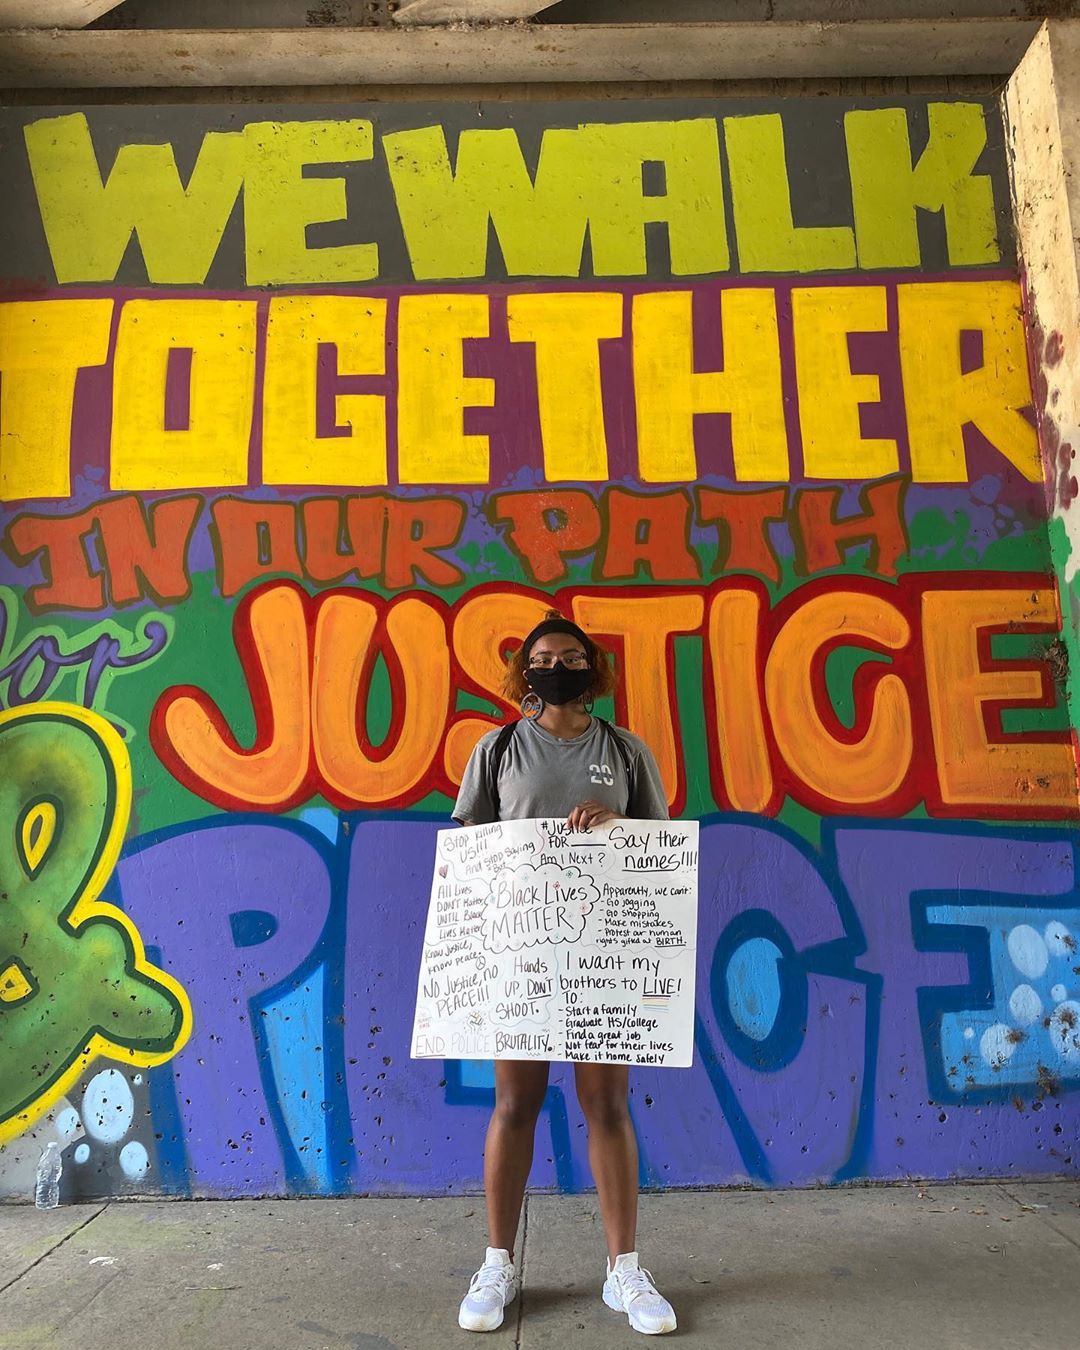 WE WALK
TOGETHER
IN OUR PATH
for JUSTICE
& PEACE
20
STOP killing
US!!!
And STOP Saying
But
#Justice
FOR ____
Am I Next?
Say their
names!!!!
All Lives
DON'T Matter
UNTIL Black
Lives Matter
Black Lives
MATTER
Apparently, we can't:
- Go jogging
- Go shopping
- Make mistakes
- Protest our human
rights gifted at BIRTH.
Know Justice,
Know peace.
NO Justice, NO
PEACE!!!
Hands
UP, DON'T
SHOOT.
I want my
brothers to LIVE!
To:
- Start a family
- Graduate HS/College
- Find a great job
- Not fear for their lives
- Make it home safely
END POLICE BRUTALITY.